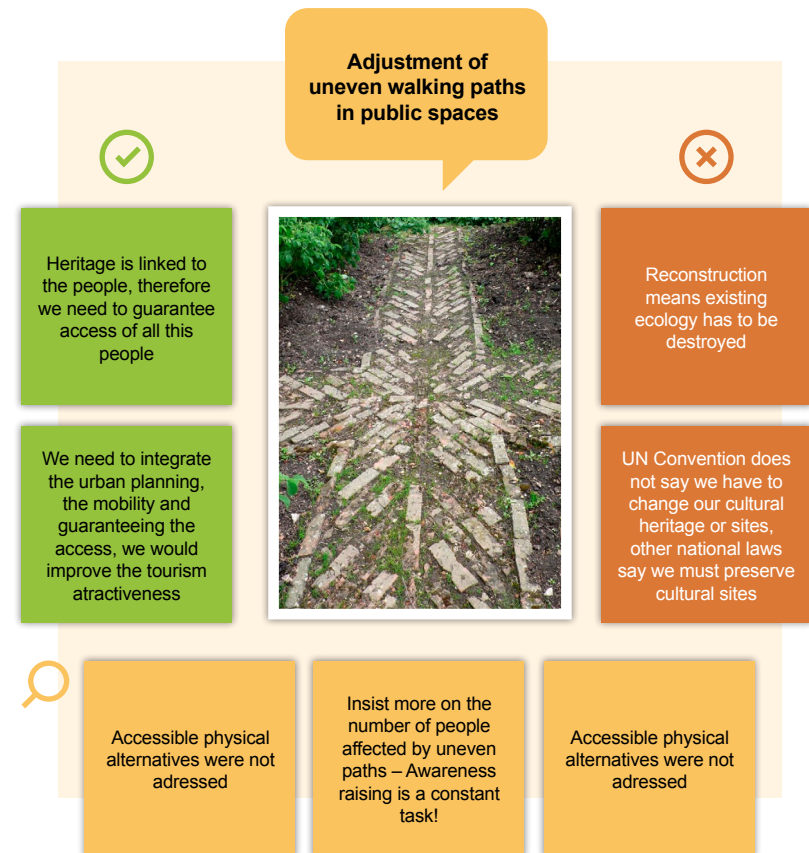 Adjustment of
uneven walking paths
in public spaces
Heritage is linked to
the people, therefore
we need to guarantee
access of all this
people
Reconstruction
means existing
ecology has to be
destroyed
We need to integrate
the urban planning,
the mobility and
guaranteeing the
access, we would
improve the tourism
atractiveness
UN Convention does
not say we have to
change our cultural
heritage or sites,
other national laws
say we must preserve
cultural sites
Accessible physical
alternatives were not
adressed
Insist more on the
number of people
affected by uneven
paths – Awareness
raising is a constant
task!
Accessible physical
alternatives were not
adressed